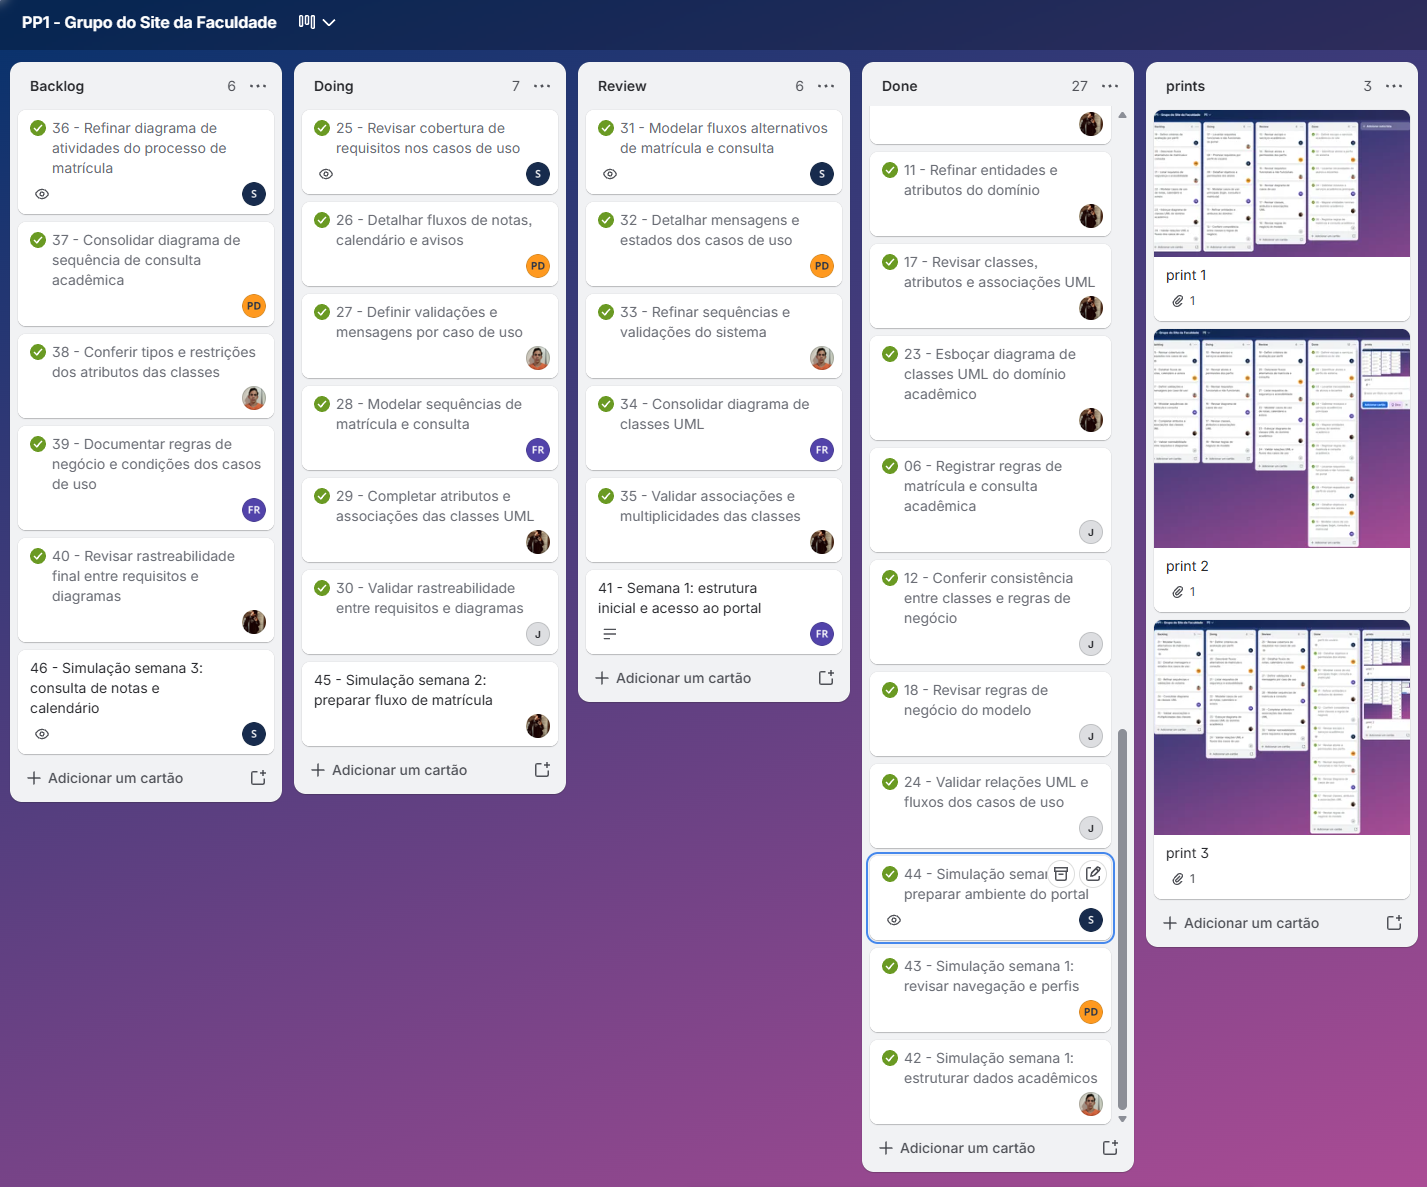 PP1 - Grupo do Site da Faculdade
Backlog 6
36 - Refinar diagrama de
atividades do processo de
matrícula
S
37 - Consolidar diagrama de
sequência de consulta
acadêmica
PD
38 - Conferir tipos e restrições
dos atributos das classes
39 - Documentar regras de
negócio e condições dos casos
de uso
FR
40 - Revisar rastreabilidade
final entre requisitos e
diagramas
46 - Simulação semana 3:
consulta de notas e
calendário
S
Adicionar um cartão
Doing 7
25 - Revisar cobertura de
requisitos nos casos de uso
S
26 - Detalhar fluxos de notas,
calendário e avisos
PD
27 - Definir validações e
mensagens por caso de uso
28 - Modelar sequências de
matrícula e consulta
FR
29 - Completar atributos e
associações das classes UML
30 - Validar rastreabilidade
entre requisitos e diagramas
J
45 - Simulação semana 2:
preparar fluxo de matrícula
Adicionar um cartão
Review 6
31 - Modelar fluxos alternativos
de matrícula e consulta
S
32 - Detalhar mensagens e
estados dos casos de uso
PD
33 - Refinar sequências e
validações do sistema
34 - Consolidar diagrama de
classes UML
FR
35 - Validar associações e
multiplicidades das classes
41 - Semana 1: estrutura
inicial e acesso ao portal
FR
Adicionar um cartão
Done 27
11 - Refinar entidades e
atributos do domínio
17 - Revisar classes,
atributos e associações UML
23 - Esboçar diagrama de
classes UML do domínio
acadêmico
06 - Registrar regras de
matrícula e consulta
acadêmica
J
12 - Conferir consistência
entre classes e regras de
negócio
J
18 - Revisar regras de
negócio do modelo
J
24 - Validar relações UML e
fluxos dos casos de uso
J
44 - Simulação
preparar ambiente do portal
S
43 - Simulação semana 1:
revisar navegação e perfis
PD
42 - Simulação semana 1:
estruturar dados acadêmicos
Adicionar um cartão
prints 3
print 1
1
print 2
1
print 3
1
Adicionar um cartão